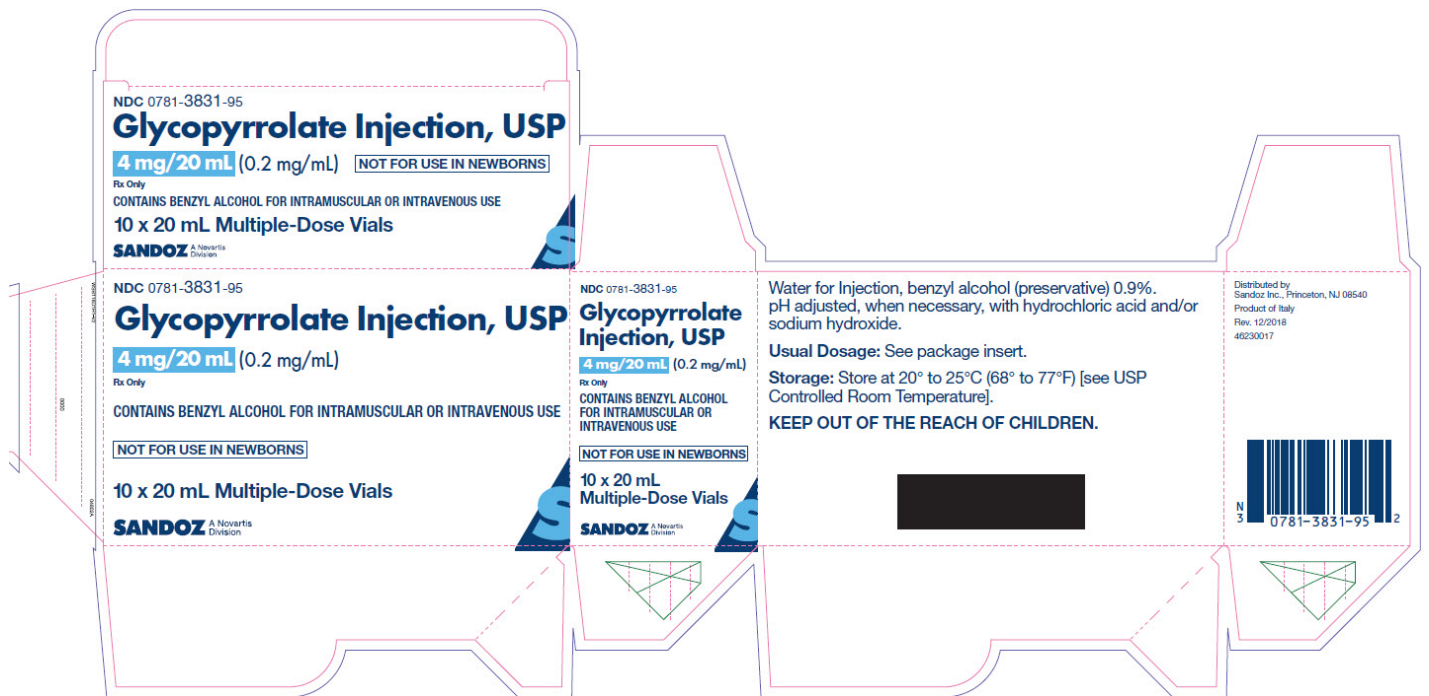 NDC 0781-3831-95
Glycopyrrolate Injection, USP
4 mg/20 mL (0.2 mg/mL) NOT FOR USE IN NEWBORNS
Rx Only
CONTAINS BENZYL ALCOHOL FOR INTRAMUSCULAR OR INTRAVENOUS USE
10 x 20 mL Multiple-Dose Vials
SANDOZ A Novartis
Division
S
NDC 0781-3831-95
Glycopyrrolate Injection, USP
4 mg/20 mL (0.2 mg/mL)
Rx Only
CONTAINS BENZYL ALCOHOL FOR INTRAMUSCULAR OR INTRAVENOUS USE
NOT FOR USE IN NEWBORNS
10 x 20 mL Multiple-Dose Vials
SANDOZ A Novartis
Division
S
NDC 0781-3831-95
Glycopyrrolate
Injection, USP
4 mg/20 mL (0.2 mg/mL)
Rx Only
CONTAINS BENZYL ALCOHOL
FOR INTRAMUSCULAR OR
INTRAVENOUS USE
NOT FOR USE IN NEWBORNS
10 x 20 mL
Multiple-Dose Vials
SANDOZ A Novartis
Division
S
Water for Injection, benzyl alcohol (preservative) 0.9%.
pH adjusted, when necessary, with hydrochloric acid and/or
sodium hydroxide.
Usual Dosage: See package insert.
Storage: Store at 20° to 25°C (68° to 77°F) [see USP
Controlled Room Temperature].
KEEP OUT OF THE REACH OF CHILDREN.
Distributed by
Sandoz Inc., Princeton, NJ 08540
Product of Italy
Rev. 12/2018
46230017
N
3 0781-3831-95 2